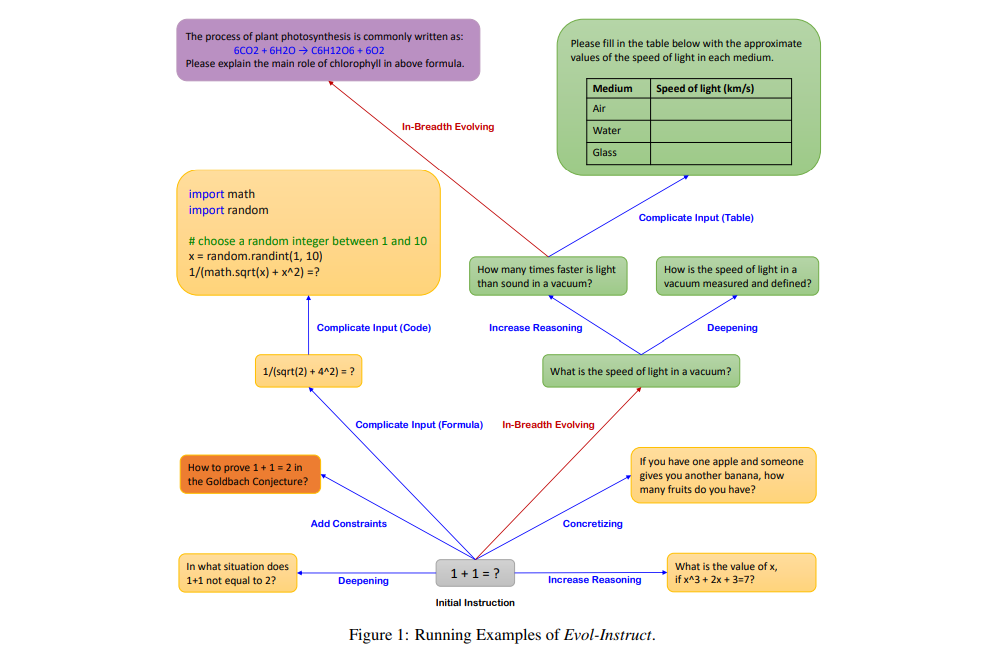 The process of plant photosynthesis is commonly written as:
6CO2 + 6H2O → C6H12O6 + 6O2
Please explain the main role of chlorophyll in above formula.
Please fill in the table below with the approximate
values of the speed of light in each medium.
Medium Speed of light (km/s)
Air
Water
Glass
In-Breadth Evolving
Complicate Input (Table)
import math
import random
# choose a random integer between 1 and 10
x = random.randint(1, 10)
1/(math.sqrt(x) + x^2) =?
How many times faster is light
than sound in a vacuum?
How is the speed of light in a
vacuum measured and defined?
Complicate Input (Code)
Increase Reasoning
Deepening
1/(sqrt(2) + 4^2) = ?
What is the speed of light in a vacuum?
Complicate Input (Formula)
In-Breadth Evolving
How to prove 1 + 1 = 2 in
the Goldbach Conjecture?
If you have one apple and someone
gives you another banana, how
many fruits do you have?
Add Constraints
Concretizing
In what situation does
1+1 not equal to 2?
Deepening
1 + 1 = ?
Increase Reasoning
What is the value of x,
if x^3 + 2x + 3=7?
Initial Instruction
Figure 1: Running Examples of Evol-Instruct.